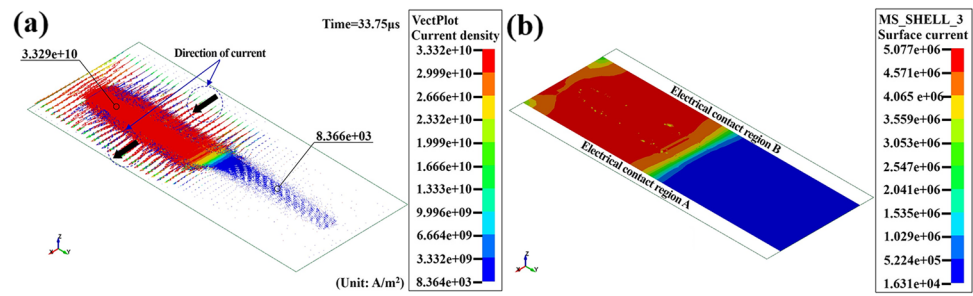 (a)
Time=33.75μs
3.329e+10
Direction of current
8.366e+03
(Unit: A/m²)
Z
X
Y
VectPlot
Current density
3.332e+10
2.999e+10
2.666e+10
2.333e+10
1.999e+10
1.666e+10
1.333e+10
9.996e+09
6.664e+09
3.332e+09
8.364e+03
(b)
Electrical contact region B
Electrical contact region A
Z
X
Y
MS_SHELL_3
Surface current
5.077e+06
4.571e+06
4.065 e+06
3.559e+06
3.053e+06
2.547e+06
2.041e+06
1.535e+06
1.029e+06
5.224e+05
1.631e+04